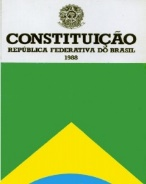 CONSTITUIÇÃO
REPÚBLICA FEDERATIVA DO BRASIL
1988